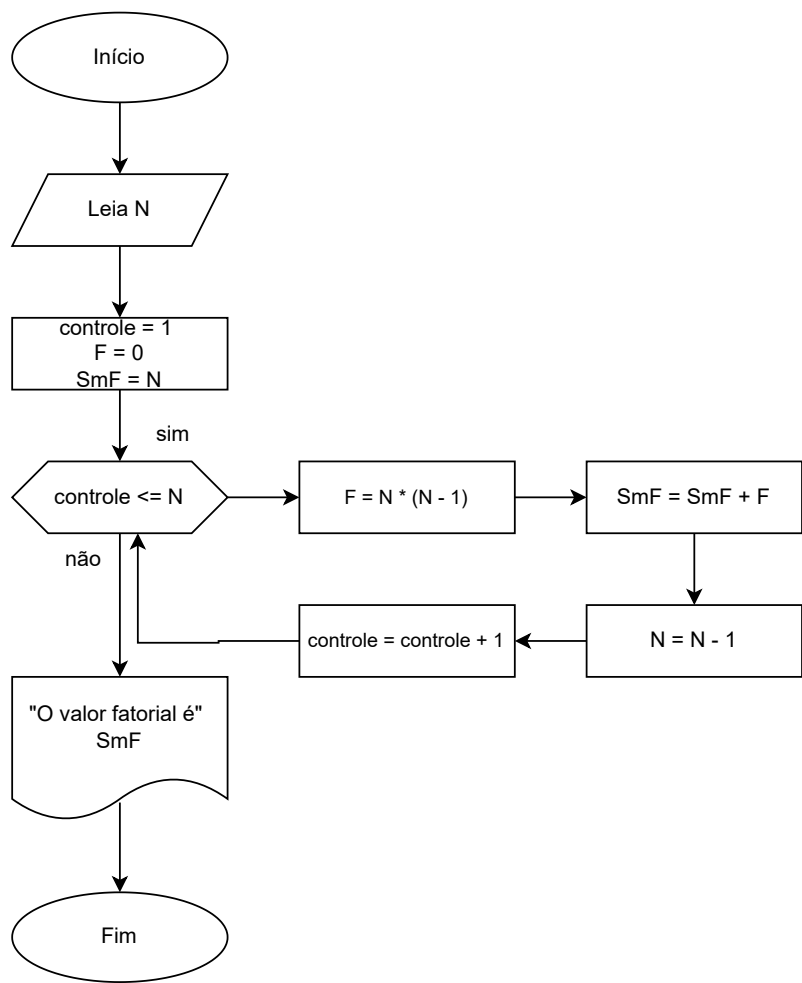 Início
Leia N
controle = 1
F = 0
SmF = N
sim
controle <= N
F = N * (N - 1)
SmF = SmF + F
não
controle = controle + 1
N = N - 1
"O valor fatorial é"
SmF
Fim